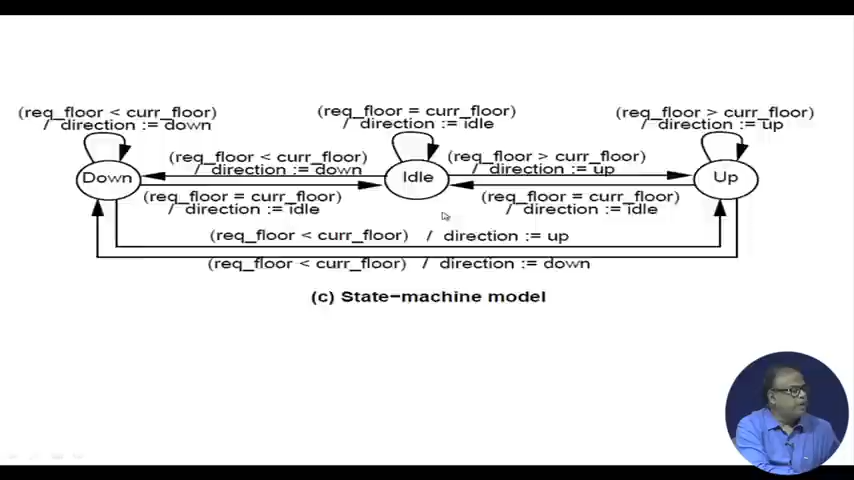 (req_floor < curr_floor)
/ direction := down
(req_floor = curr_floor)
/ direction := idle
(req_floor > curr_floor)
/ direction := up
(req_floor < curr_floor)
/ direction := down
(req_floor > curr_floor)
/ direction := up
Down
Idle
Up
(req_floor = curr_floor)
/ direction := idle
(req_floor = curr_floor)
/ direction := idle
(req_floor < curr_floor) / direction := up
(req_floor < curr_floor) / direction := down
(c) State-machine model